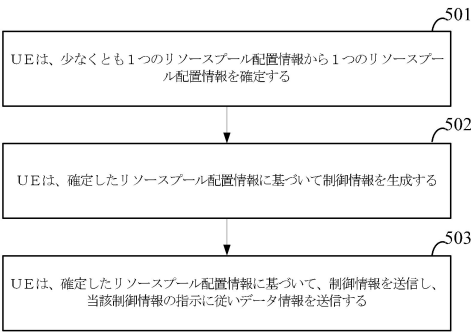 501
UEは、少なくとも1つのリソースプール配置情報から1つのリソースプー
ル配置情報を確定する
502
UEは、確定したリソースプール配置情報に基づいて制御情報を生成する
503
UEは、確定したリソースプール配置情報に基づいて、制御情報を送信し、
当該制御情報の指示に従いデータ情報を送信する